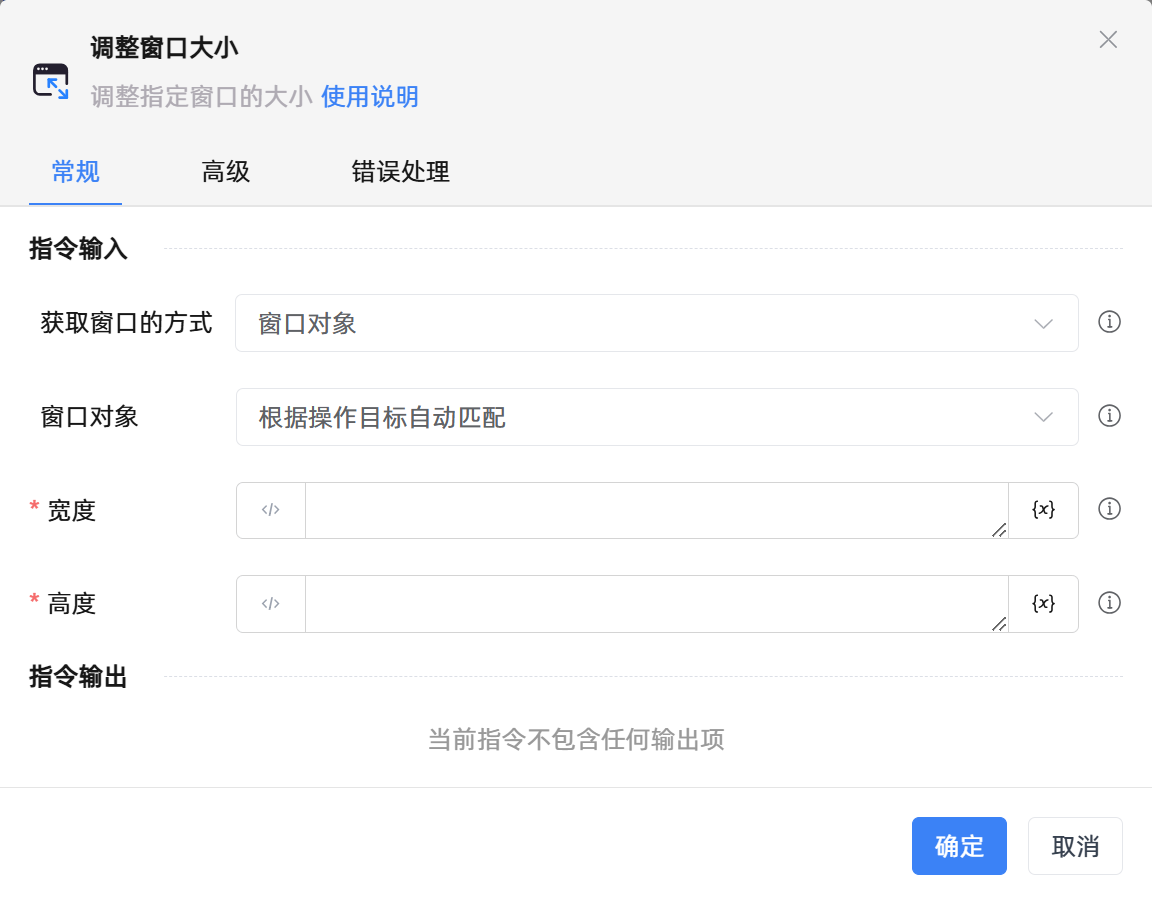 调整窗口大小
调整指定窗口的大小 使用说明
常规 高级 错误处理
指令输入
获取窗口的方式 窗口对象
窗口对象 根据操作目标自动匹配
* 宽度 </> {x}
* 高度 </> {x}
指令输出
当前指令不包含任何输出项
确定 取消